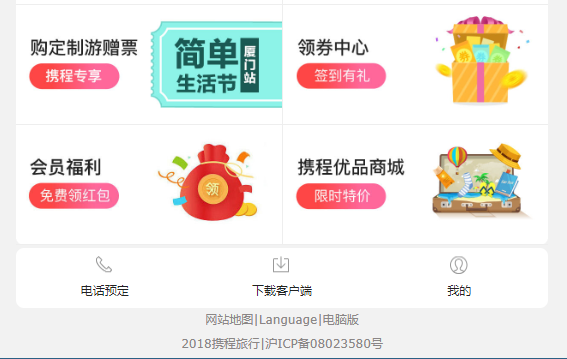 购定制游赠票
携程专享
简单
生活节
厦门站
领券中心
签到有礼
会员福利
免费领红包
领
携程优品商城
限时特价
电话预定
下载客户端
我的
网站地图|Language|电脑版
2018携程旅行|沪ICP备08023580号